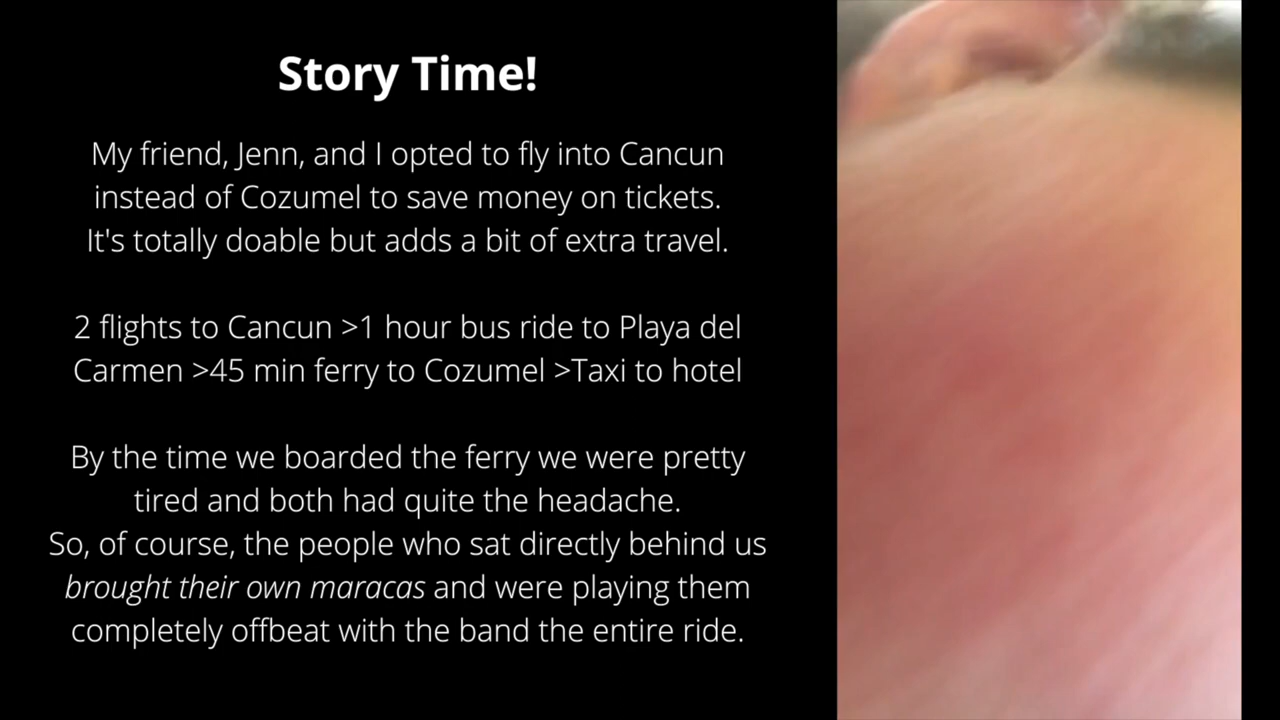 Story Time!
My friend, Jenn, and I opted to fly into Cancun
instead of Cozumel to save money on tickets.
It's totally doable but adds a bit of extra travel.
2 flights to Cancun >1 hour bus ride to Playa del
Carmen >45 min ferry to Cozumel >Taxi to hotel
By the time we boarded the ferry we were pretty
tired and both had quite the headache.
So, of course, the people who sat directly behind us
brought their own maracas and were playing them
completely offbeat with the band the entire ride.